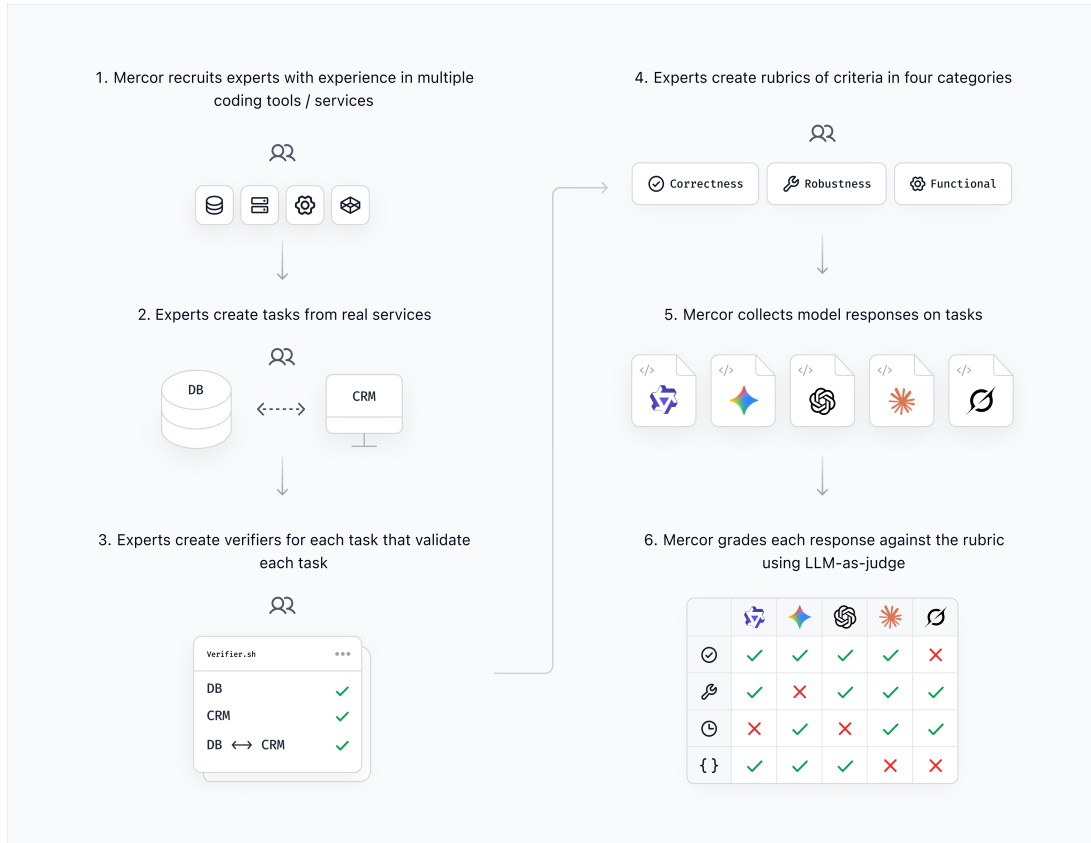 1. Mercor recruits experts with experience in multiple
coding tools / services
2. Experts create tasks from real services
DB
CRM
3. Experts create verifiers for each task that validate
each task
Verifier.sh
DB
CRM
DB ⟷ CRM
4. Experts create rubrics of criteria in four categories
Correctness
Robustness
Functional
5. Mercor collects model responses on tasks
</>
</>
</>
</>
</>
6. Mercor grades each response against the rubric
using LLM-as-judge
{}